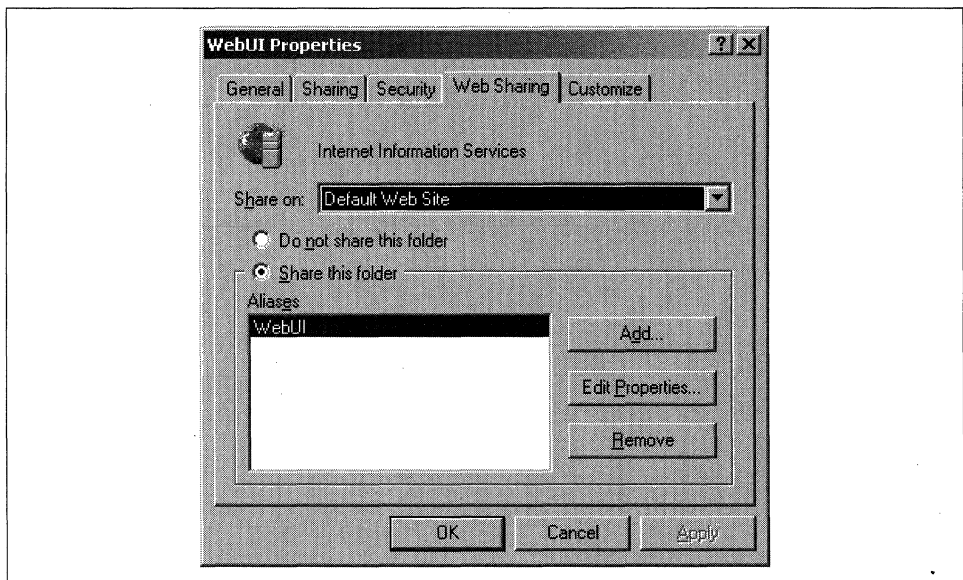 WebUI Properties
General Sharing Security Web Sharing Customize
Internet Information Services
Share on: Default Web Site
Do not share this folder
Share this folder
Aliases
WebUI
Add...
Edit Properties...
Remove
OK Cancel Apply